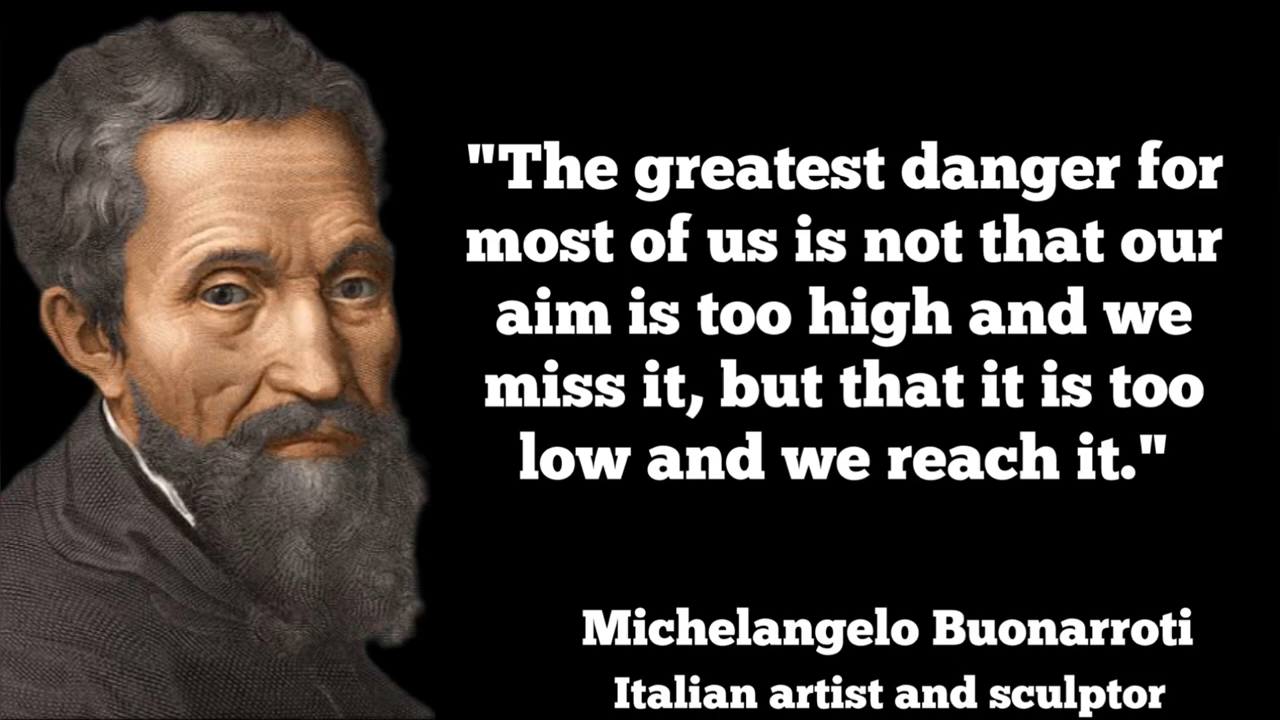 "The greatest danger for
most of us is not that our
aim is too high and we
miss it, but that it is too
low and we reach it."
Michelangelo Buonarroti
Italian artist and sculptor